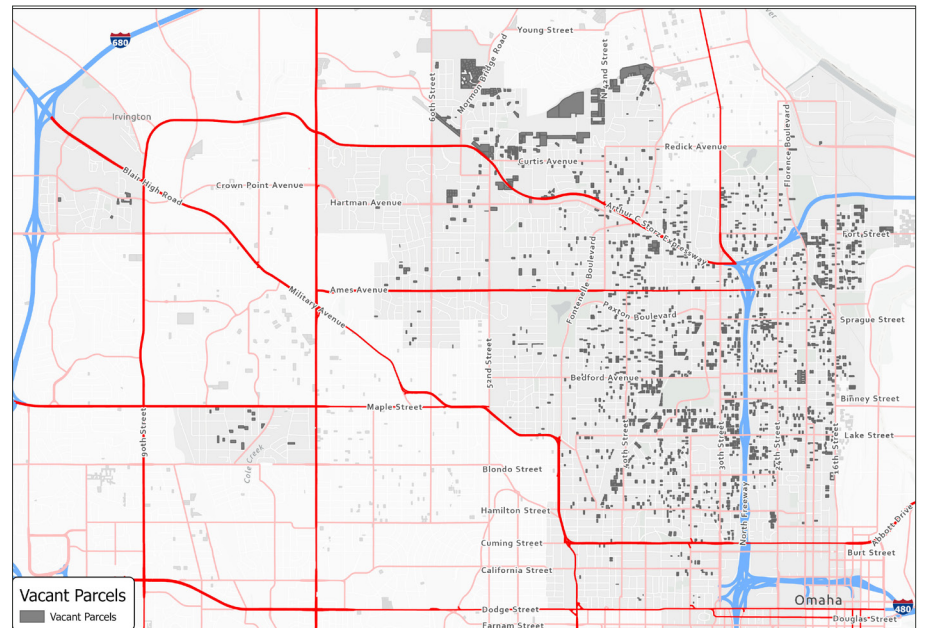 Young Street
680
60th Street
Mormon Bridge Road
N 42nd Street
Irvington
Florence Boulevard
Redick Avenue
Curtis Avenue
Blair High Road
Crown Point Avenue
Hartman Avenue
Arthur C Storz Expressway
Fort Street
Fontenelle Boulevard
Ames Avenue
Military Avenue
Paxton Boulevard
Sprague Street
52nd Street
Bedford Avenue
Binney Street
Maple Street
90th Street
40th Street
30th Street
24th Street
16th Street
Lake Street
Cole Creek
Blondo Street
Hamilton Street
North Freeway
Abbott Drive
Cuming Street
Burt Street
California Street
Vacant Parcels
Vacant Parcels
Omaha
480
Dodge Street
Douglas Street
Farnam Street